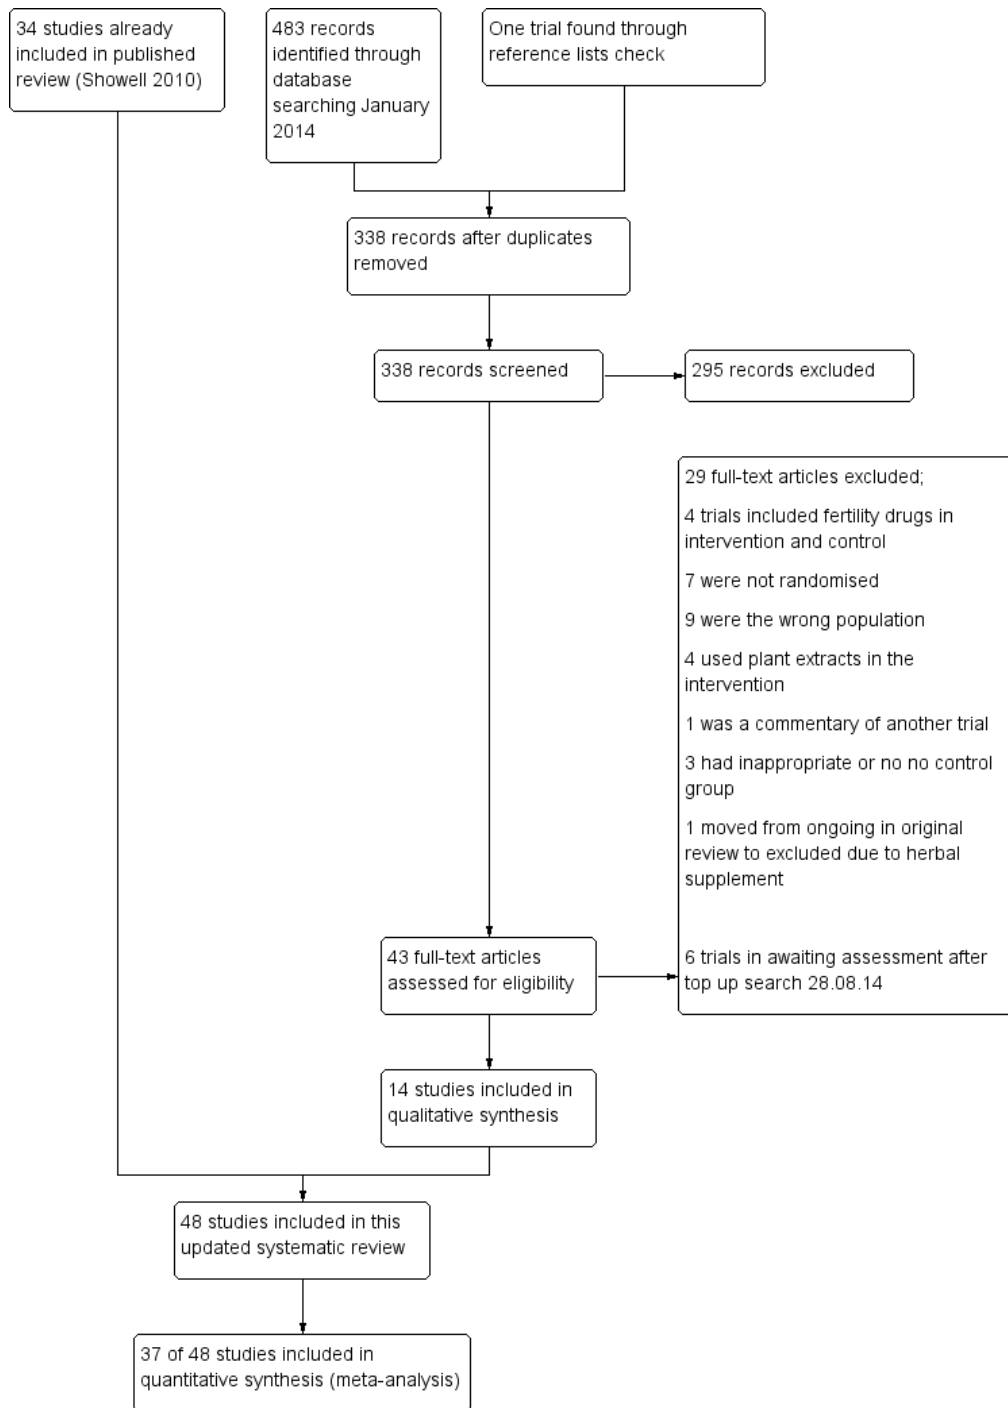 34 studies already
included in published
review (Showell 2010)
483 records
identified through
database
searching January
2014
One trial found through
reference lists check
338 records after duplicates
removed
338 records screened
295 records excluded
29 full-text articles excluded;
4 trials included fertility drugs in
intervention and control
7 were not randomised
9 were the wrong population
4 used plant extracts in the
intervention
1 was a commentary of another trial
3 had inappropriate or no no control
group
1 moved from ongoing in original
review to excluded due to herbal
supplement
6 trials in awaiting assessment after
top up search 28.08.14
43 full-text articles
assessed for eligibility
14 studies included in
qualitative synthesis
48 studies included in this
updated systematic review
37 of 48 studies included in
quantitative synthesis (meta-analysis)